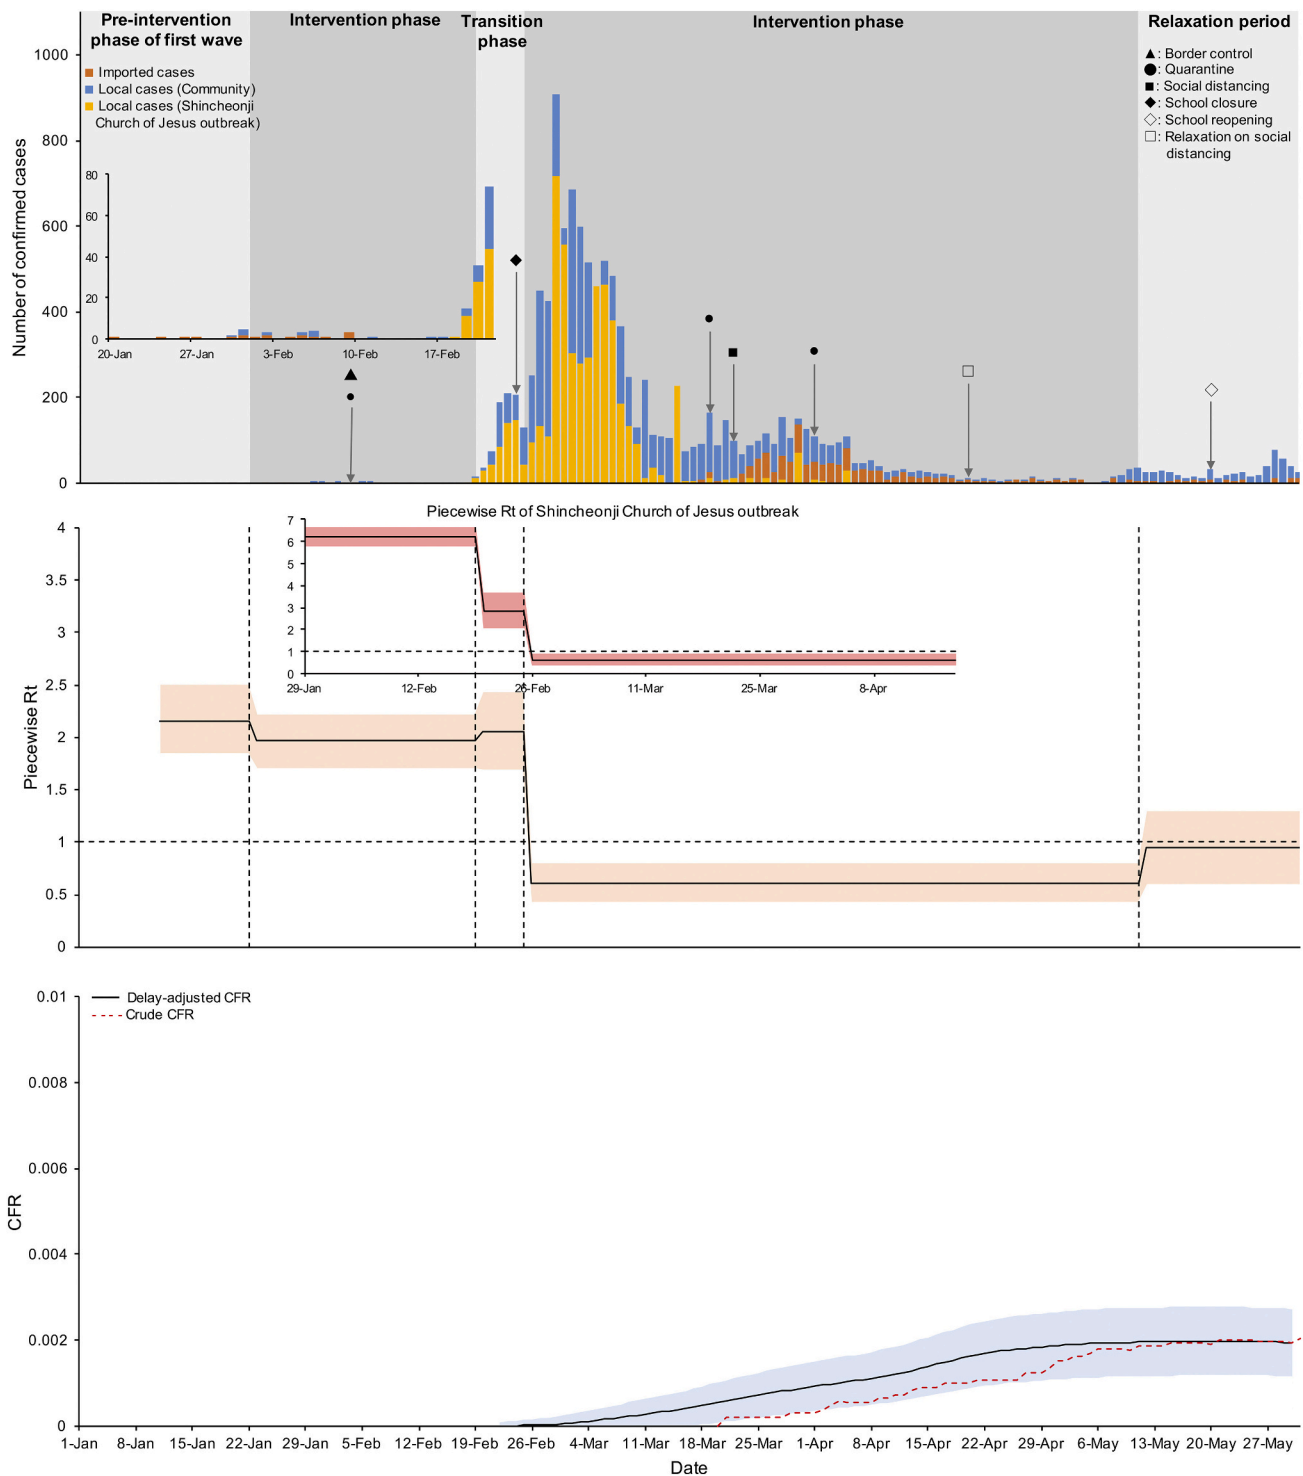 Pre-intervention
phase of first wave
Intervention phase
Transition
phase
Intervention phase
Relaxation period
Imported cases
Local cases (Community)
Local cases (Shincheonji
Church of Jesus outbreak)
▲: Border control
●: Quarantine
■: Social distancing
◆: School closure
◇: School reopening
□: Relaxation on social
distancing
Number of confirmed cases
1000
800
600
400
200
0
80
60
40
20
0
20-Jan 27-Jan 3-Feb 10-Feb 17-Feb
Piecewise Rt of Shincheonji Church of Jesus outbreak
7
6
5
4
3
2
1
0
29-Jan 12-Feb 26-Feb 11-Mar 25-Mar 8-Apr
Piecewise Rt
4
3.5
3
2.5
2
1.5
1
0.5
0
Delay-adjusted CFR
Crude CFR
CFR
0.01
0.008
0.006
0.004
0.002
0
1-Jan 8-Jan 15-Jan 22-Jan 29-Jan 5-Feb 12-Feb 19-Feb 26-Feb 4-Mar 11-Mar 18-Mar 25-Mar 1-Apr 8-Apr 15-Apr 22-Apr 29-Apr 6-May 13-May 20-May 27-May
Date